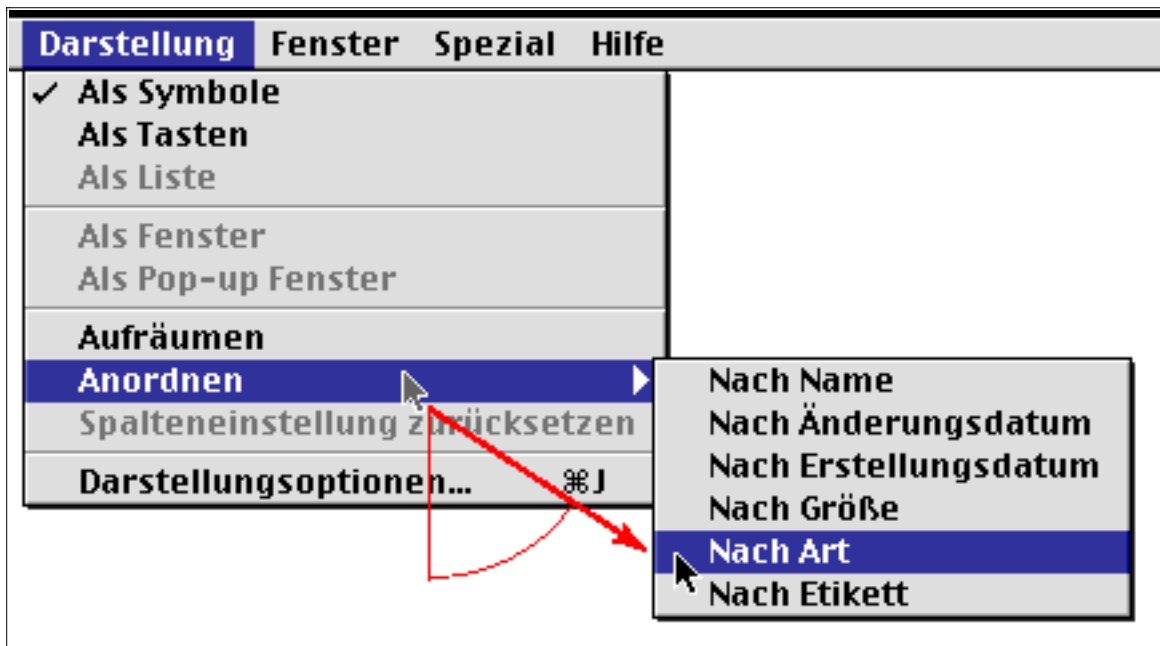 Darstellung Fenster Spezial Hilfe
✓ Als Symbole
Als Tasten
Als Liste
Als Fenster
Als Pop-up Fenster
Aufräumen
Anordnen
Spalteneinstellung zurücksetzen
Darstellungsoptionen... ⌘J
Nach Name
Nach Änderungsdatum
Nach Erstellungsdatum
Nach Größe
Nach Art
Nach Etikett